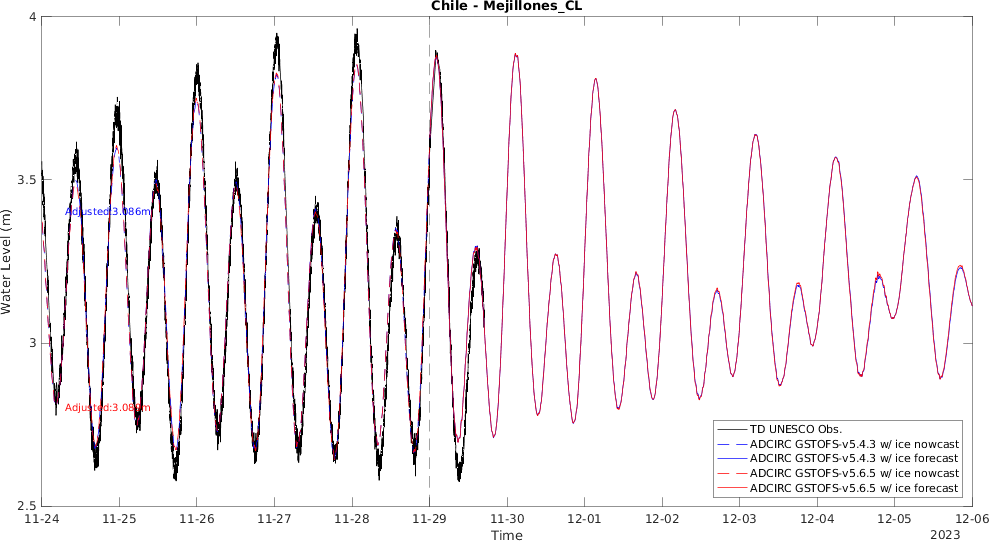 Chile - Mejillones_CL
4
3.5
3
2.5
Water Level (m)
Adjusted:3.086m
Adjusted:3.086m
11-24 11-25 11-26 11-27 11-28 11-29 11-30 12-01 12-02 12-03 12-04 12-05 12-06
Time
2023
TD UNESCO Obs.
ADCIRC GSTOFS-v5.4.3 w/ ice nowcast
ADCIRC GSTOFS-v5.4.3 w/ ice forecast
ADCIRC GSTOFS-v5.6.5 w/ ice nowcast
ADCIRC GSTOFS-v5.6.5 w/ ice forecast